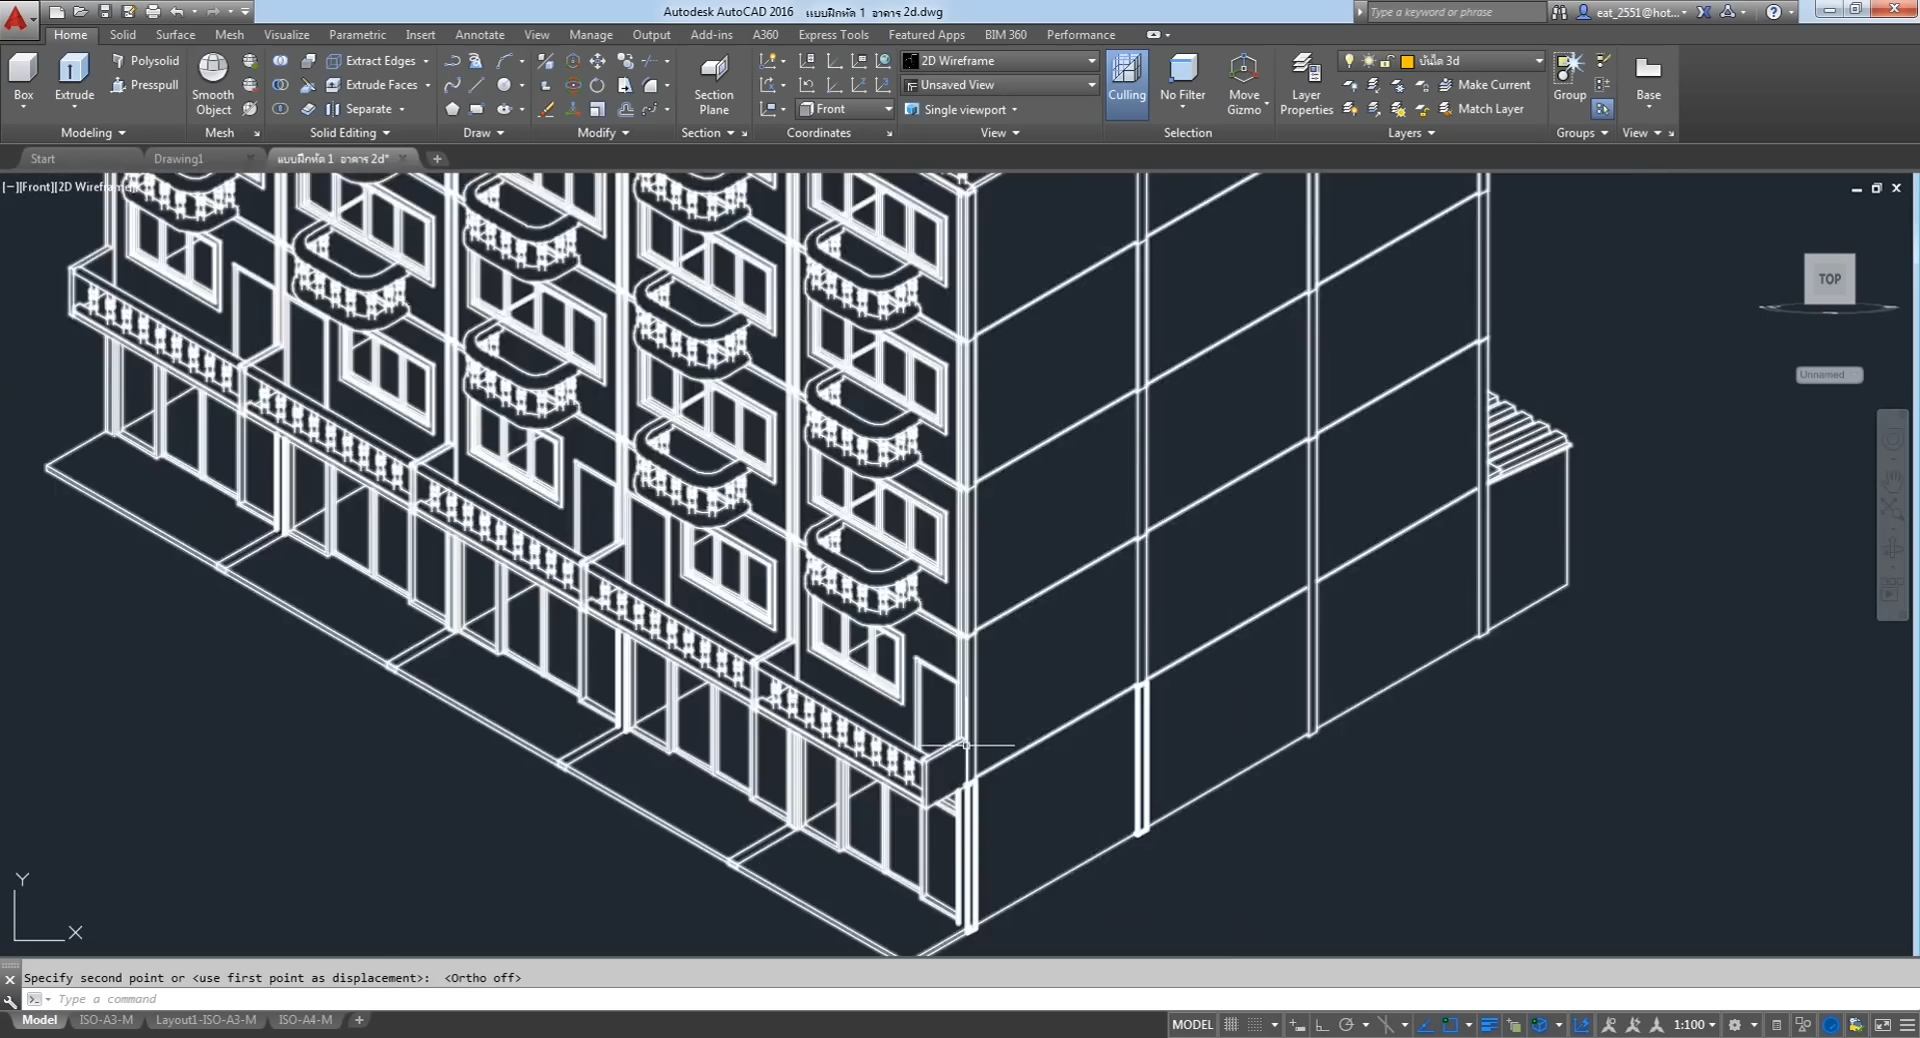 Autodesk AutoCAD 2016 แบบฝึกหัด 1 อาคาร 2d.dwg
Type a keyword or phrase
eat_2551@hot...
Home Solid Surface Mesh Visualize Parametric Insert Annotate View Manage Output Add-ins A360 Express Tools Featured Apps BIM 360 Performance
Box
Extrude
Polysolid
Presspull
Modeling
Smooth Object
Mesh
Extract Edges
Extrude Faces
Separate
Solid Editing
Draw
Modify
Section Plane
Section
Front
Coordinates
2D Wireframe
Unsaved View
Single viewport
View
Culling
No Filter
Move Gizmo
Selection
Layer Properties
บันได 3d
Make Current
Match Layer
Layers
Group
Groups
Base
View
Start Drawing1 แบบฝึกหัด 1 อาคาร 2d*
[−][Front][2D Wireframe]
TOP
Unnamed
Y
X
Specify second point or <use first point as displacement>: <Ortho off>
Type a command
Model ISO-A3-M Layout1-ISO-A3-M ISO-A4-M
MODEL
1:100